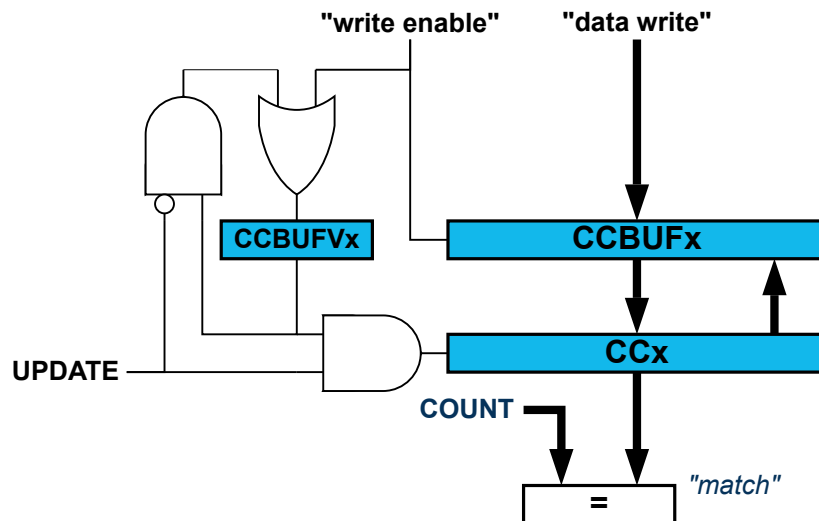 "write enable"
"data write"
CCBUFVx
CCBUFx
CCx
UPDATE
COUNT
=
"match"